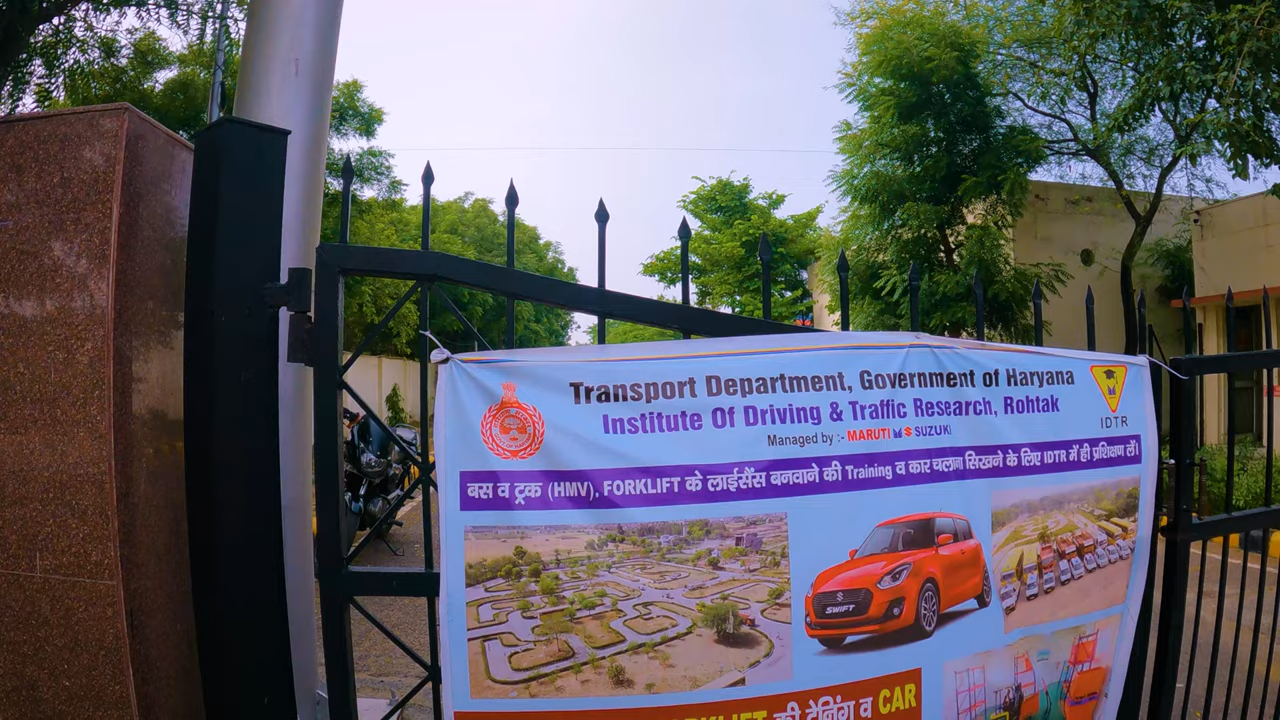 Transport Department, Government of Haryana
Institute Of Driving & Traffic Research, Rohtak
Managed by :- MARUTI SUZUKI
IDTR
बस व ट्रक (HMV), FORKLIFT के लाईसैंस बनवाने की Training व कार चलाना सिखने के लिए IDTR में ही प्रशिक्षण लें।
SWIFT
FORKLIFT की ट्रेनिंग व CAR